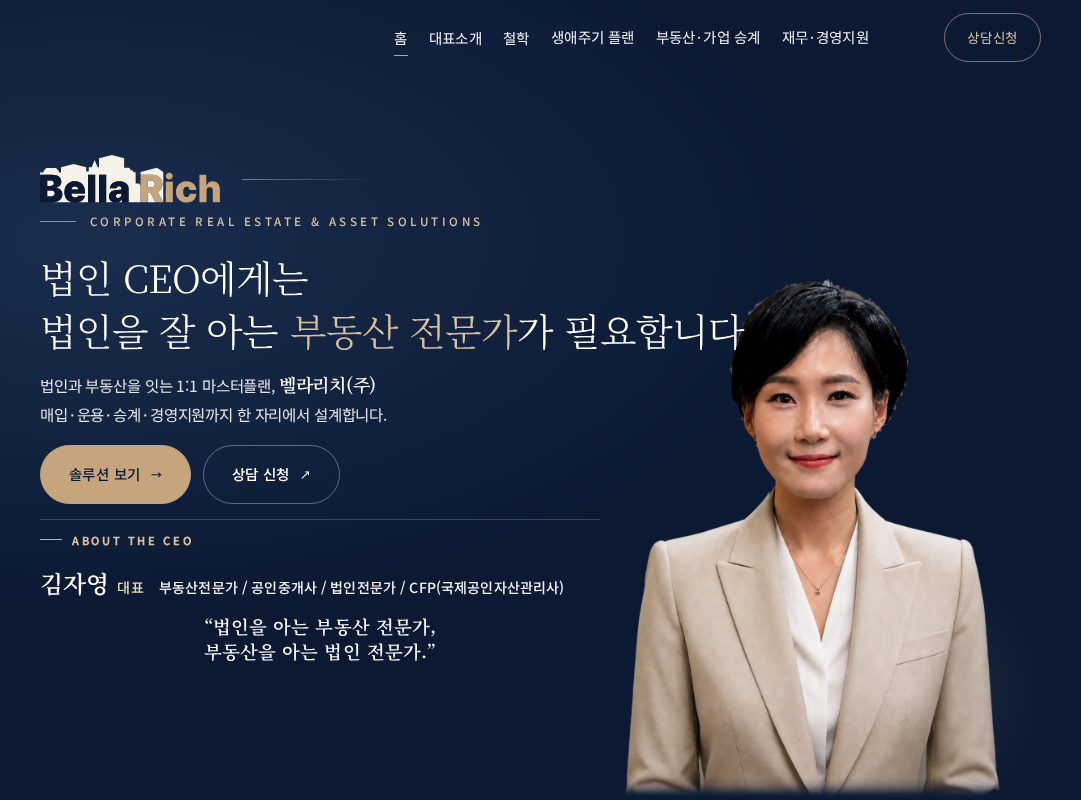 홈 대표소개 철학 생애주기 플랜 부동산·가업 승계 재무·경영지원 상담신청
Bella Rich
CORPORATE REAL ESTATE & ASSET SOLUTIONS
법인 CEO에게는
법인을 잘 아는 부동산 전문가가 필요합니다
법인과 부동산을 잇는 1:1 마스터플랜, 벨라리치(주)
매입·운용·승계·경영지원까지 한 자리에서 설계합니다.
솔루션 보기 → 상담 신청 ↗
ABOUT THE CEO
김자영 대표 부동산전문가 / 공인중개사 / 법인전문가 / CFP(국제공인자산관리사)
“법인을 아는 부동산 전문가,
부동산을 아는 법인 전문가.”